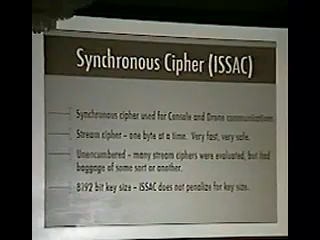 Synchronous Cipher (ISSAC)
Synchronous cipher used for Console and Drone communications
Stream cipher – one byte at a time. Very fast, very safe.
Unencumbered – many stream ciphers were evaluated, but had
baggage of some sort or another.
8192 bit key size – ISSAC does not penalize for key size.